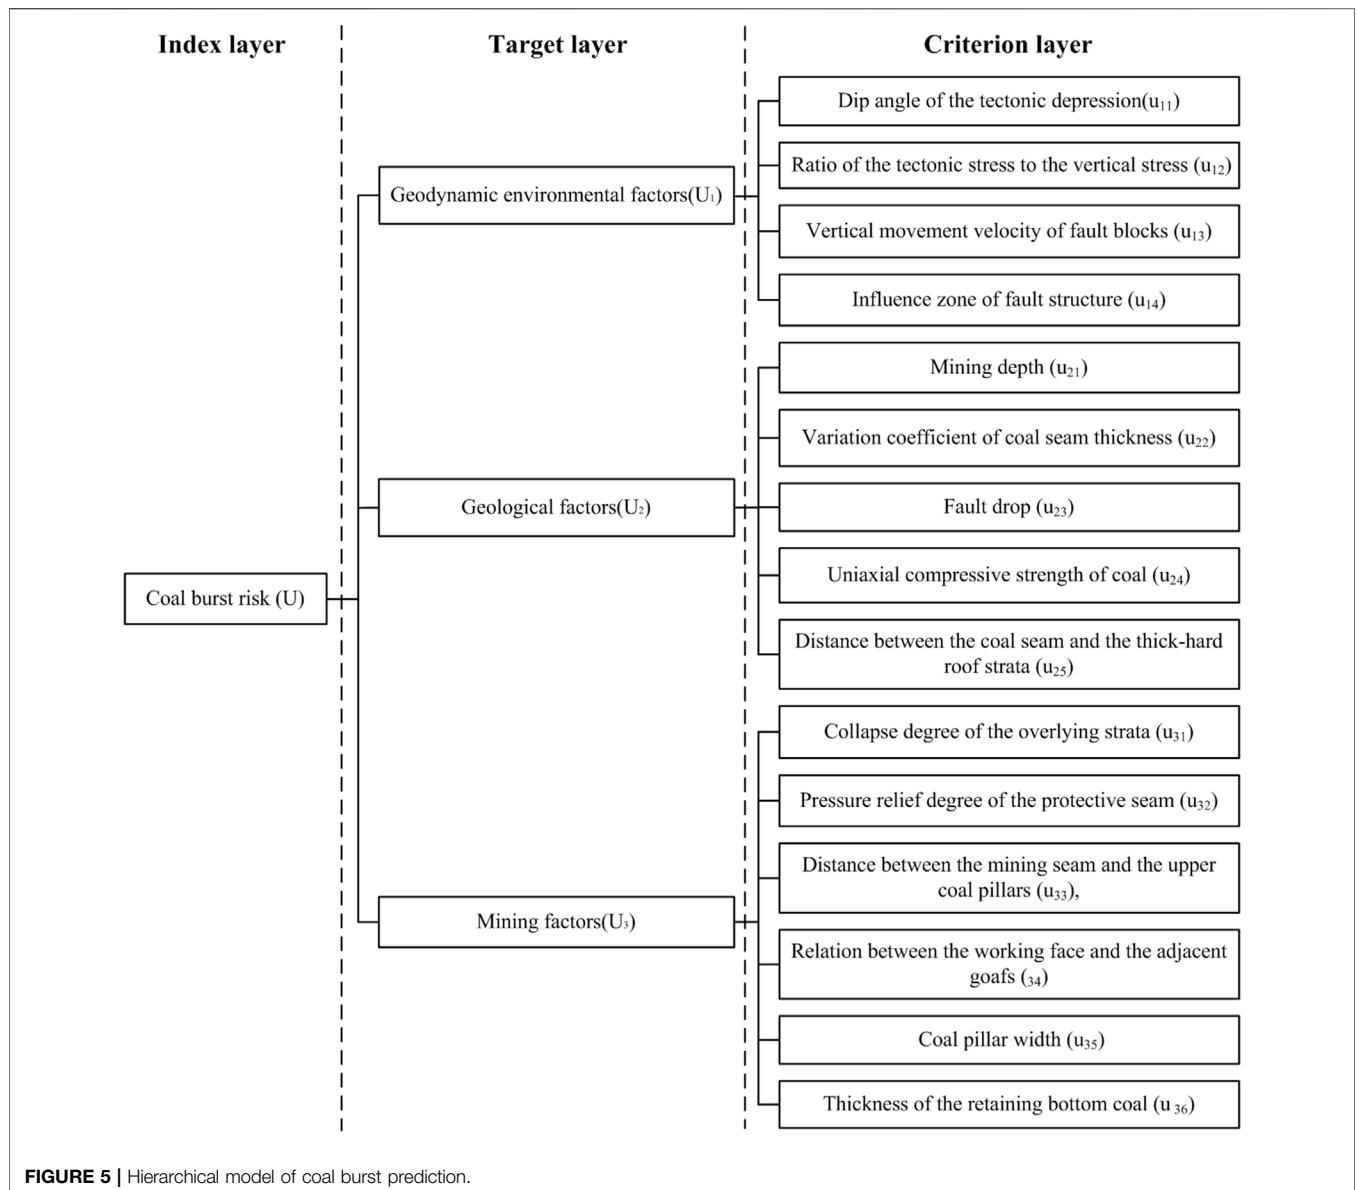 Index layer
Target layer
Criterion layer
Dip angle of the tectonic depression(u₁₁)
Ratio of the tectonic stress to the vertical stress (u₁₂)
Geodynamic environmental factors(U₁)
Vertical movement velocity of fault blocks (u₁₃)
Influence zone of fault structure (u₁₄)
Mining depth (u₂₁)
Variation coefficient of coal seam thickness (u₂₂)
Geological factors(U₂)
Fault drop (u₂₃)
Uniaxial compressive strength of coal (u₂₄)
Coal burst risk (U)
Distance between the coal seam and the thick-hard
roof strata (u₂₅)
Collapse degree of the overlying strata (u₃₁)
Pressure relief degree of the protective seam (u₃₂)
Distance between the mining seam and the upper
coal pillars (u₃₃),
Mining factors(U₃)
Relation between the working face and the adjacent
goafs (₃₄)
Coal pillar width (u₃₅)
Thickness of the retaining bottom coal (u ₃₆)
FIGURE 5 | Hierarchical model of coal burst prediction.